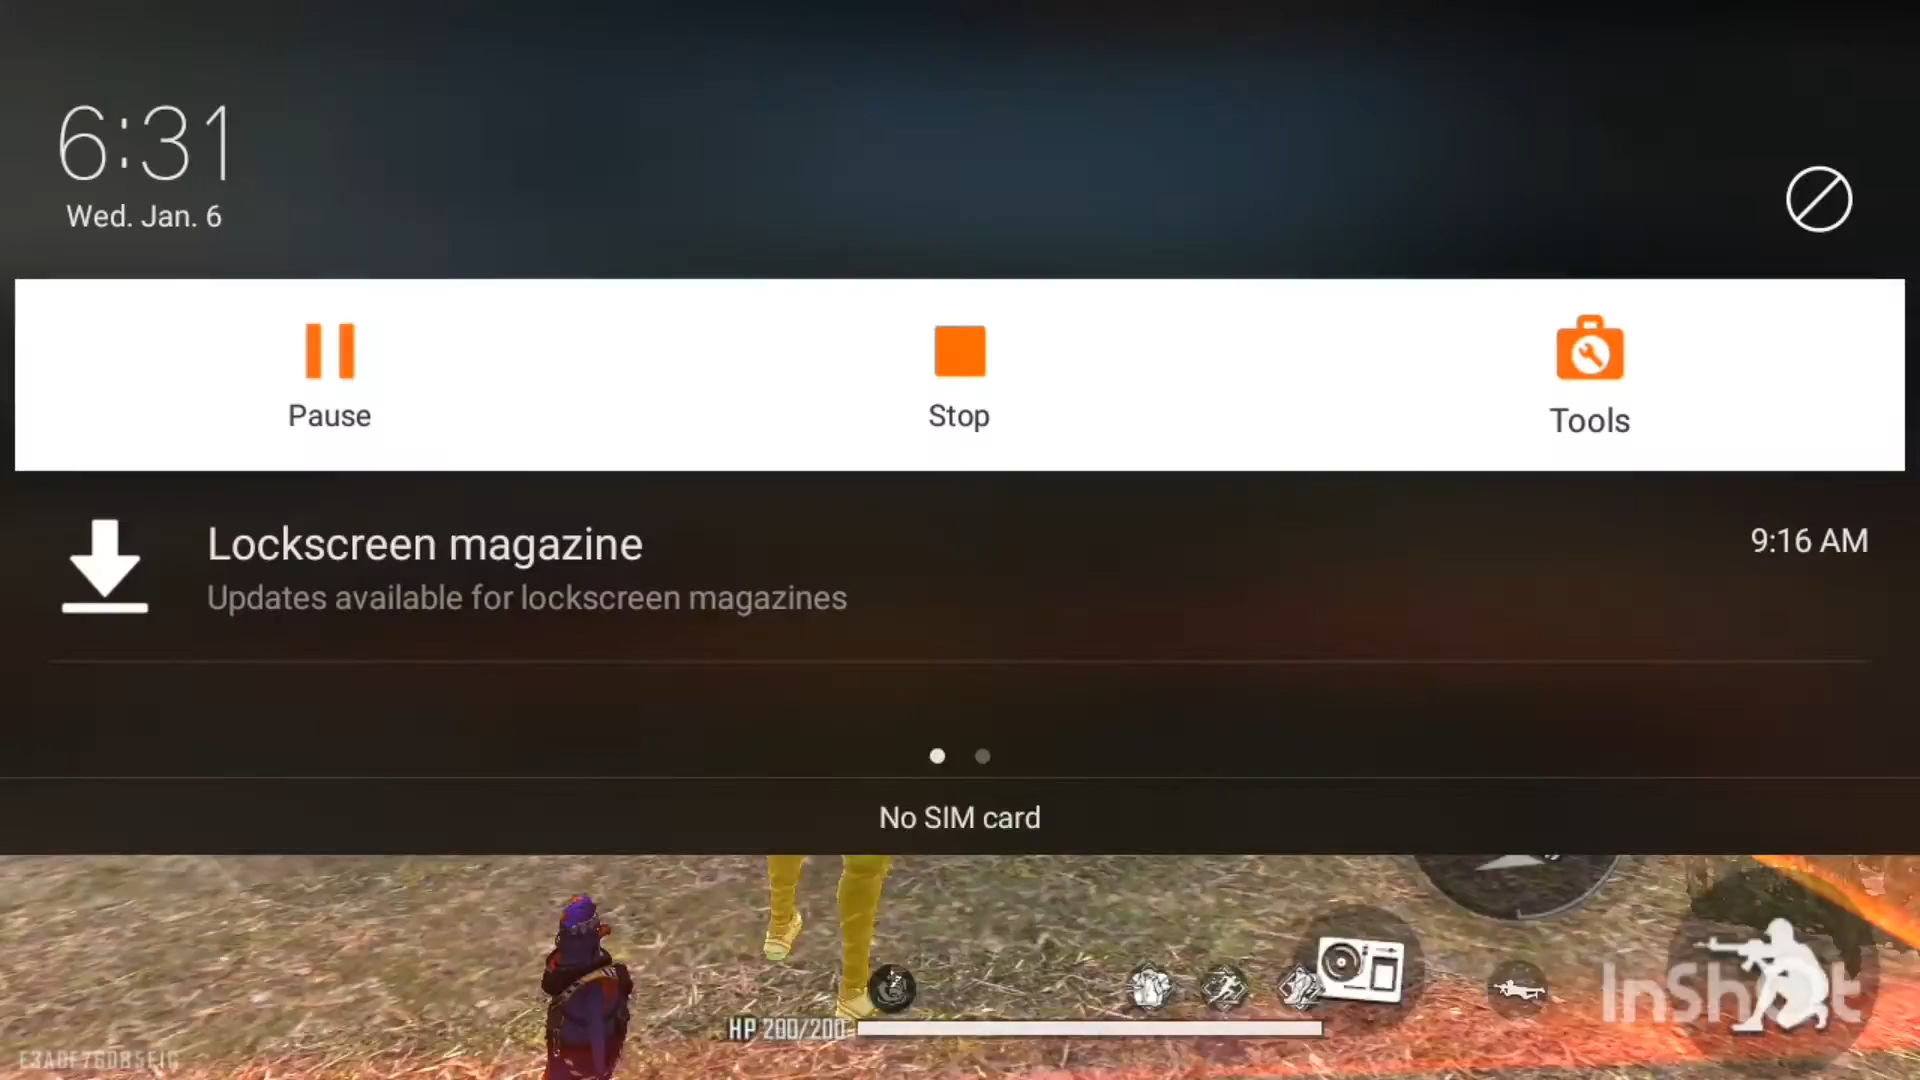 6:31
Wed. Jan. 6
Pause
Stop
Tools
Lockscreen magazine
9:16 AM
Updates available for lockscreen magazines
No SIM card
HP 200/200
InShot